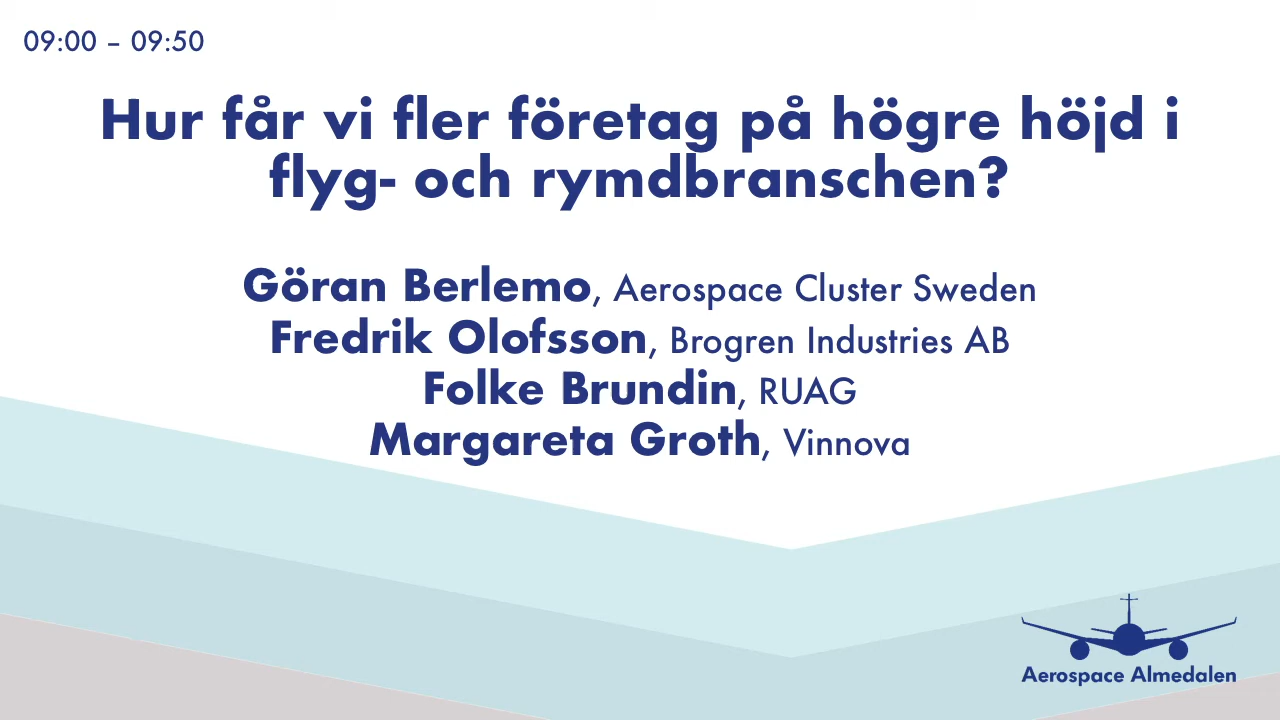 09:00 – 09:50
Hur får vi fler företag på högre höjd i
flyg- och rymdbranschen?
Göran Berlemo, Aerospace Cluster Sweden
Fredrik Olofsson, Brogren Industries AB
Folke Brundin, RUAG
Margareta Groth, Vinnova
Aerospace Almedalen